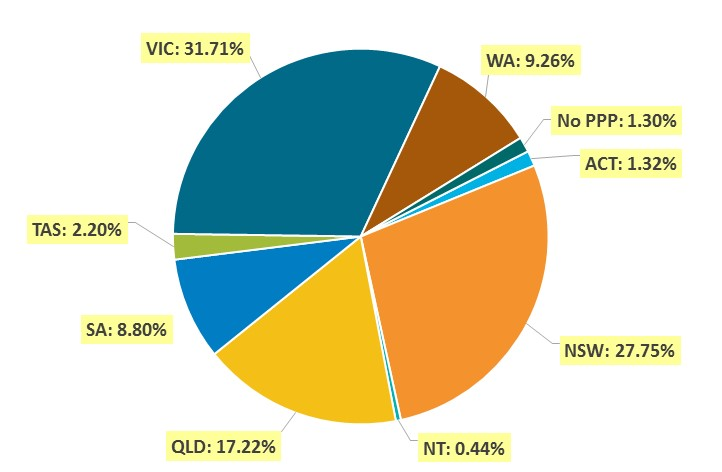 VIC: 31.71%
WA: 9.26%
No PPP: 1.30%
ACT: 1.32%
TAS: 2.20%
SA: 8.80%
NSW: 27.75%
QLD: 17.22%
NT: 0.44%